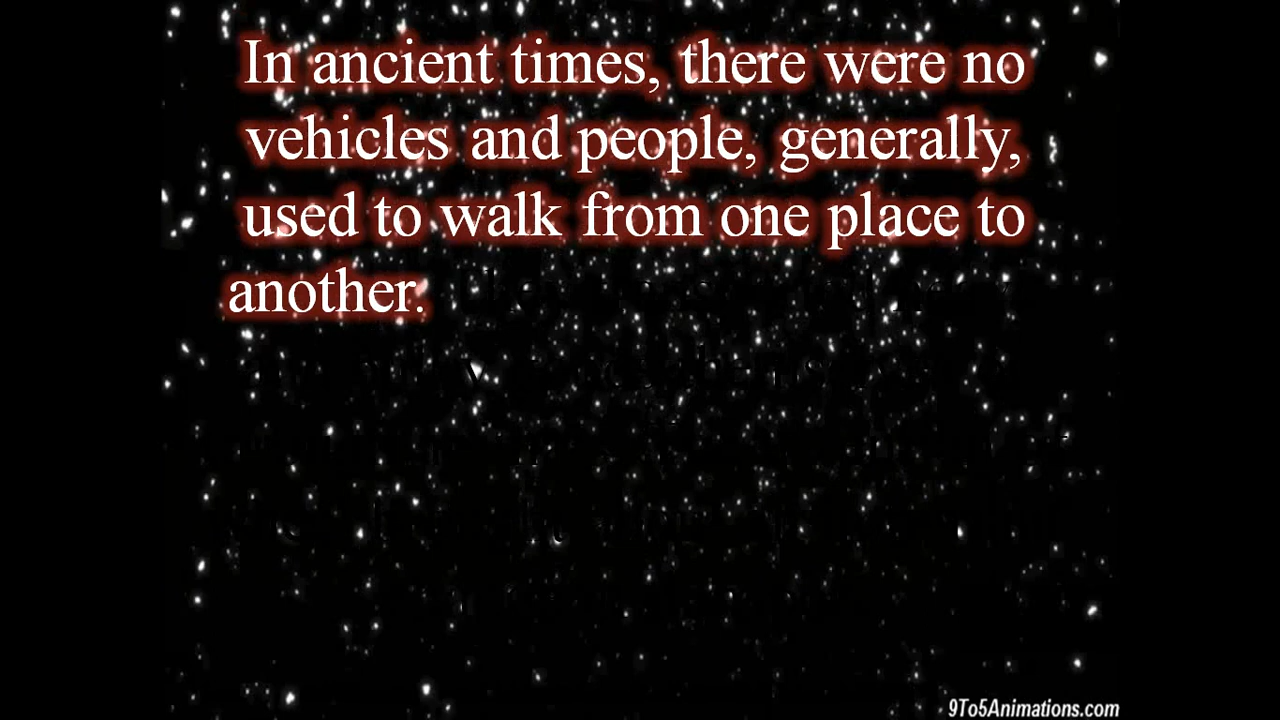 In ancient times, there were no
vehicles and people, generally,
used to walk from one place to
another.
9To5Animations.com